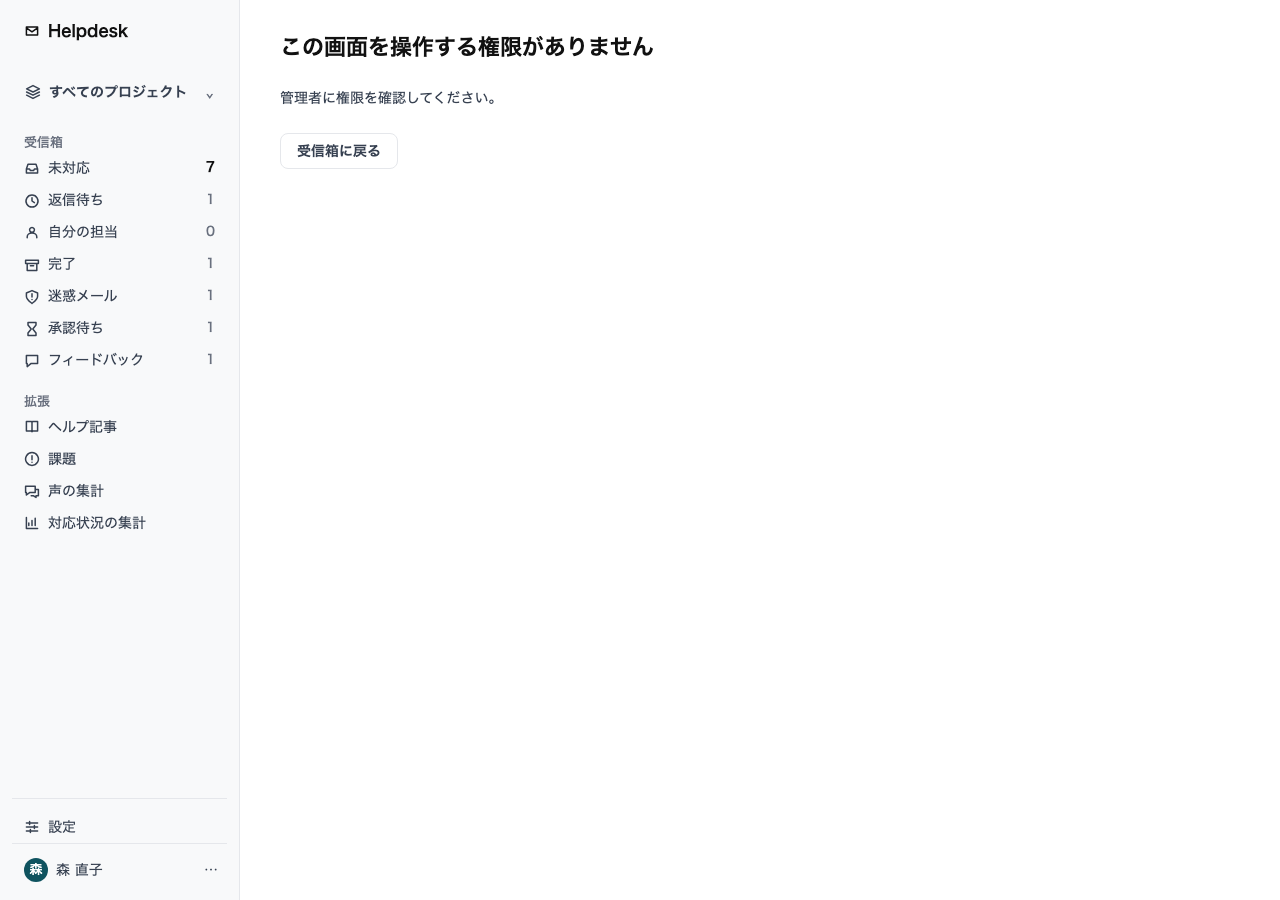 Helpdesk
すべてのプロジェクト
受信箱
未対応 7
返信待ち 1
自分の担当 0
完了 1
迷惑メール 1
承認待ち 1
フィードバック 1
拡張
ヘルプ記事
課題
声の集計
対応状況の集計
設定
森 森 直子 …
この画面を操作する権限がありません
管理者に権限を確認してください。
受信箱に戻る